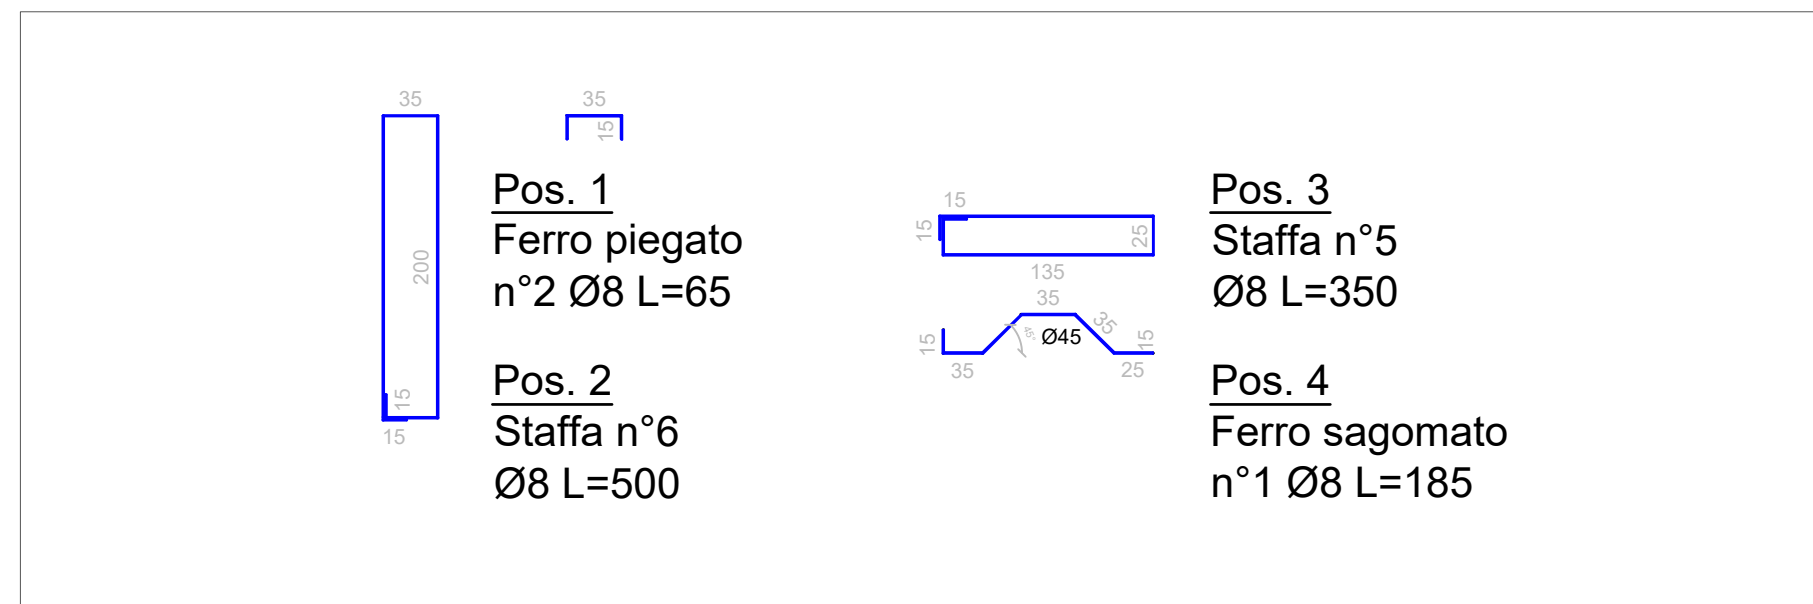 35
35
15
Pos. 1
Ferro piegato
n°2 Ø8 L=65
200
Pos. 2
Staffa n°6
Ø8 L=500
15
15
15
15
25
135
Pos. 3
Staffa n°5
Ø8 L=350
35
15
35
45°
Ø45
35
15
25
Pos. 4
Ferro sagomato
n°1 Ø8 L=185